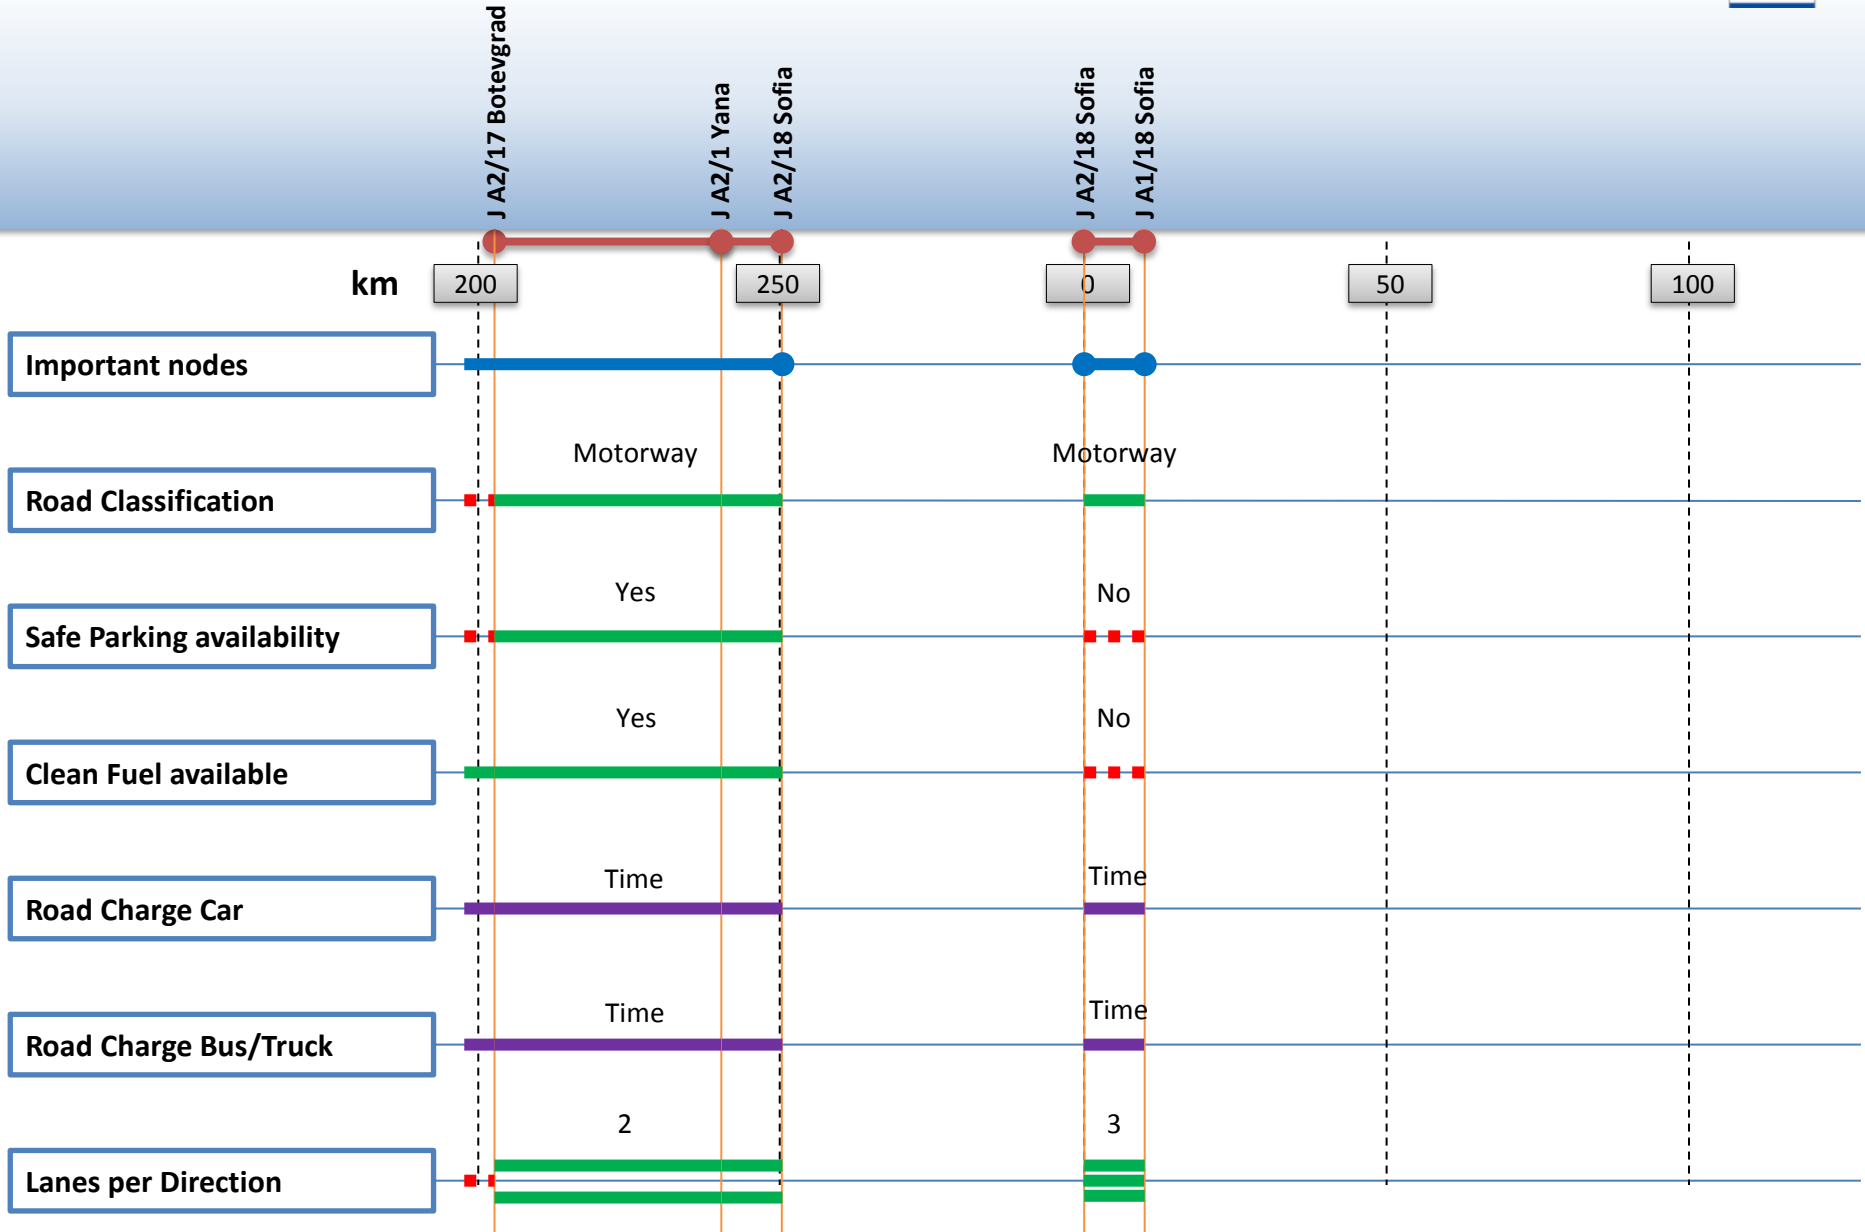 J A2/17 Botevgrad
J A2/1 Yana
J A2/18 Sofia
J A2/18 Sofia
J A1/18 Sofia
km
200
250
0
50
100
Important nodes
Motorway
Motorway
Road Classification
Yes
No
Safe Parking availability
Yes
No
Clean Fuel available
Time
Time
Road Charge Car
Time
Time
Road Charge Bus/Truck
2
3
Lanes per Direction